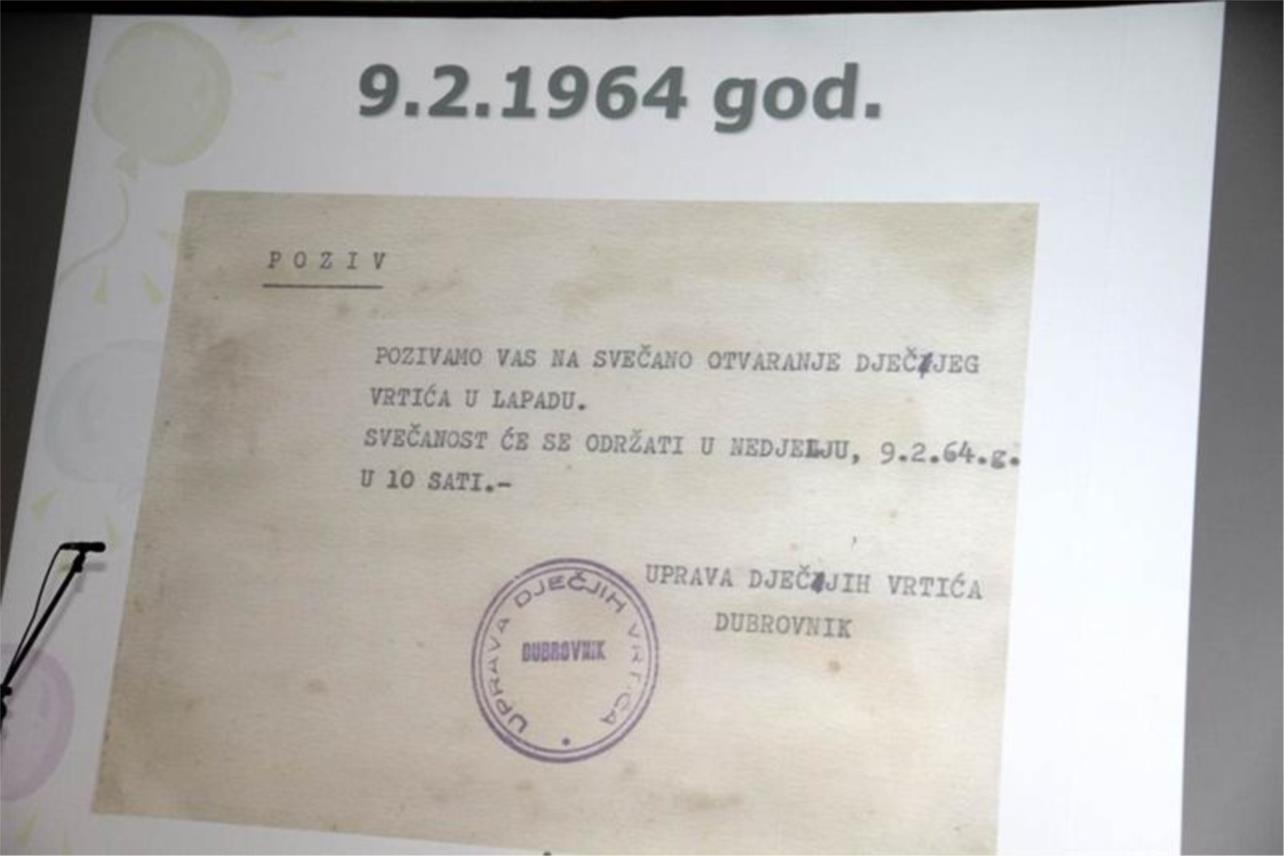 9.2.1964 god.
P O Z I V
POZIVAMO VAS NA SVEČANO OTVARANJE DJEČJEG
VRTIĆA U LAPADU.
SVEČANOST ĆE SE ODRŽATI U NEDJELJU, 9.2.64.g.
U 10 SATI.-
UPRAVA DJEČJIH VRTIĆA
DUBROVNIK
UPRAVA DJEČJIH VRTIĆA
DUBROVNIK